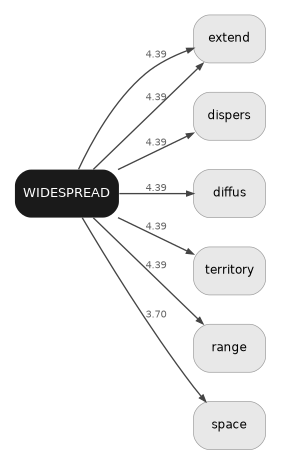 extend
4.39
4.39
dispers
4.39
WIDESPREAD
4.39
diffus
4.39
territory
4.39
range
3.70
space